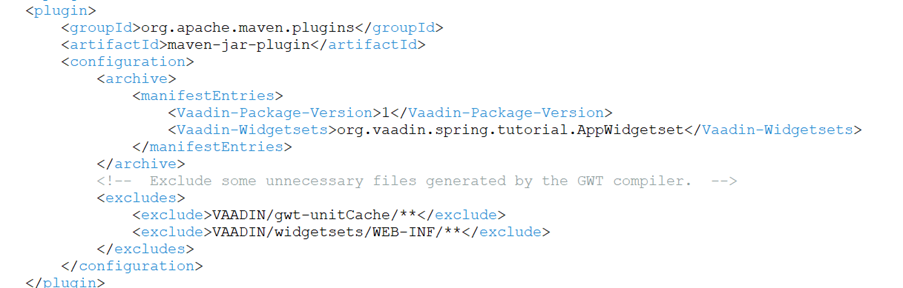 <plugin>
<groupId>org.apache.maven.plugins</groupId>
<artifactId>maven-jar-plugin</artifactId>
<configuration>
<archive>
<manifestEntries>
<Vaadin-Package-Version>1</Vaadin-Package-Version>
<Vaadin-Widgetsets>org.vaadin.spring.tutorial.AppWidgetset</Vaadin-Widgetsets>
</manifestEntries>
</archive>
<!-- Exclude some unnecessary files generated by the GWT compiler. -->
<excludes>
<exclude>VAADIN/gwt-unitCache/**</exclude>
<exclude>VAADIN/widgetsets/WEB-INF/**</exclude>
</excludes>
</configuration>
</plugin>